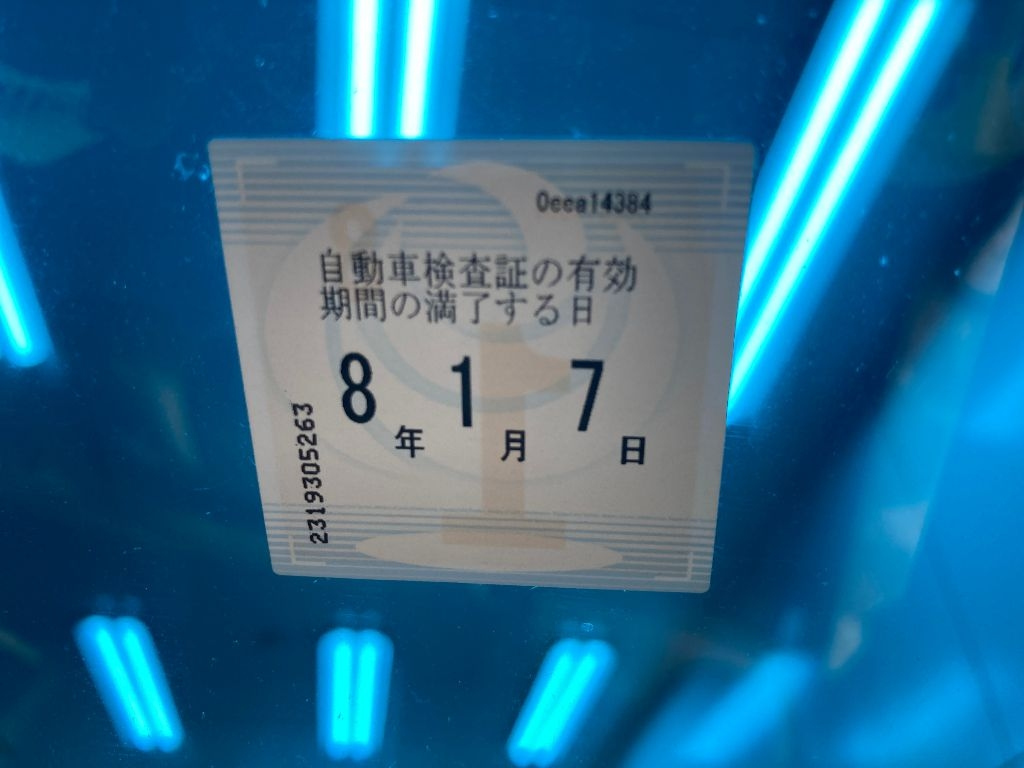 0cca14384
自動車検査証の有効
期間の満了する日
8年 1月 7日
2319305263